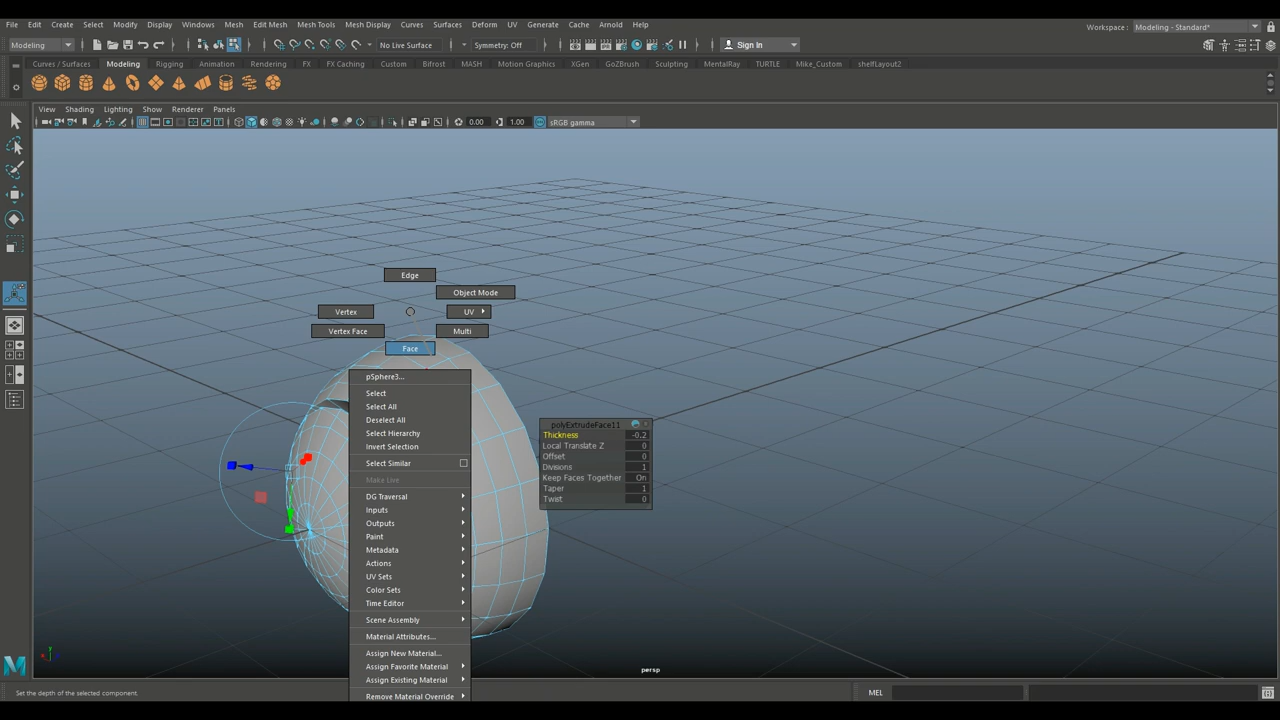 File Edit Create Select Modify Display Windows Mesh Edit Mesh Mesh Tools Mesh Display Curves Surfaces Deform UV Generate Cache Arnold Help
Workspace : Modeling - Standard*
Modeling No Live Surface Symmetry: Off Sign In
Curves / Surfaces Modeling Rigging Animation Rendering FX FX Caching Custom Bifrost MASH Motion Graphics XGen GoZBrush Sculpting MentalRay TURTLE Mike_Custom shelfLayout2
View Shading Lighting Show Renderer Panels
0.00 1.00 sRGB gamma
Edge
Object Mode
Vertex UV
Vertex Face Multi
Face
pSphere3...
Select
Select All
Deselect All
Select Hierarchy
Invert Selection
Select Similar
Make Live
DG Traversal
Inputs
Outputs
Paint
Metadata
Actions
UV Sets
Color Sets
Time Editor
Scene Assembly
Material Attributes...
Assign New Material...
Assign Favorite Material
Assign Existing Material
Remove Material Override
polyExtrudeFace11
Thickness -0.2
Local Translate Z 0
Offset 0
Divisions 1
Keep Faces Together On
Taper 1
Twist 0
persp
Set the depth of the selected component.
MEL